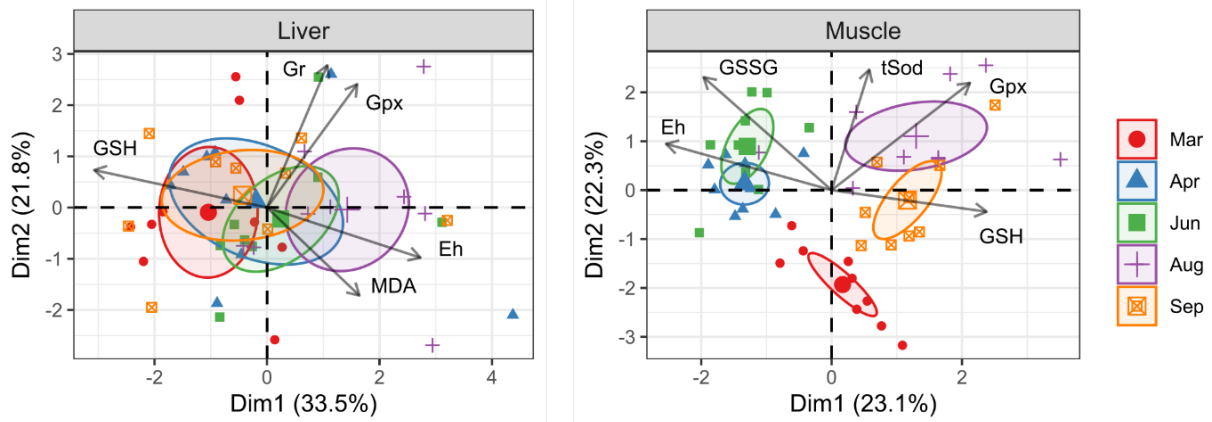 Liver
3
2
1
0
-1
-2
Dim2 (21.8%)
Gr
Gpx
GSH
Eh
MDA
-2
0
2
4
Dim1 (33.5%)
Muscle
2
1
0
-1
-2
-3
Dim2 (22.3%)
GSSG
tSod
Gpx
Eh
GSH
-2
0
2
Dim1 (23.1%)
Mar
Apr
Jun
Aug
Sep